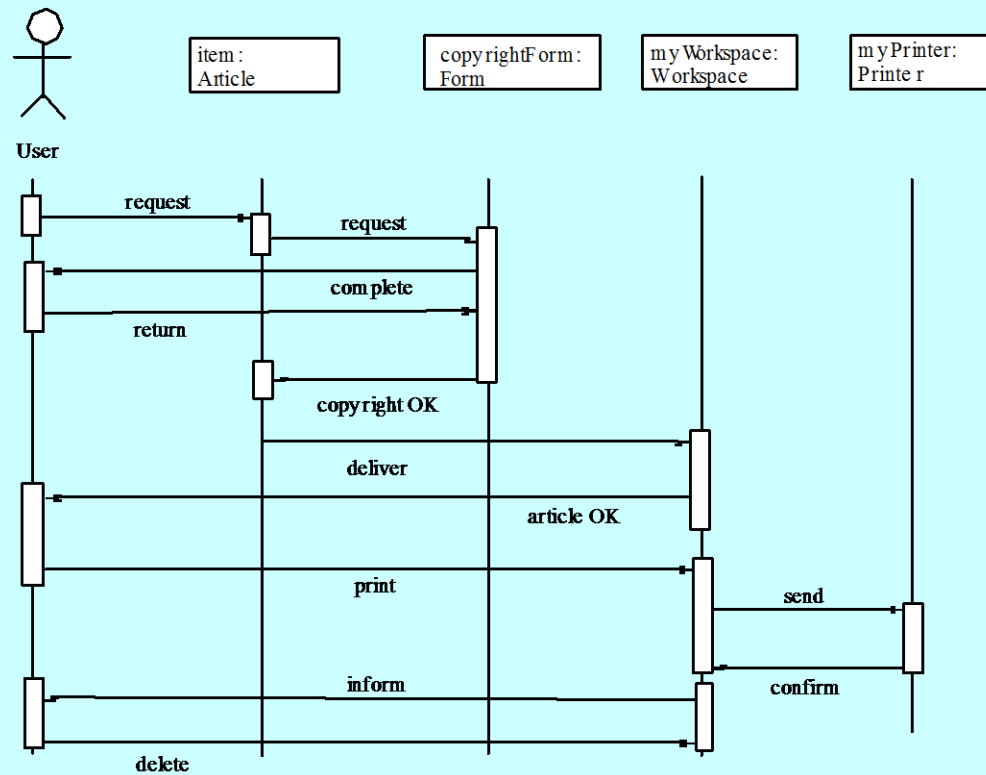 item:
Article
copyrightForm:
Form
myWorkspace:
Workspace
myPrinter:
Printer
User
request
request
complete
return
copyright OK
deliver
article OK
print
send
inform
confirm
delete